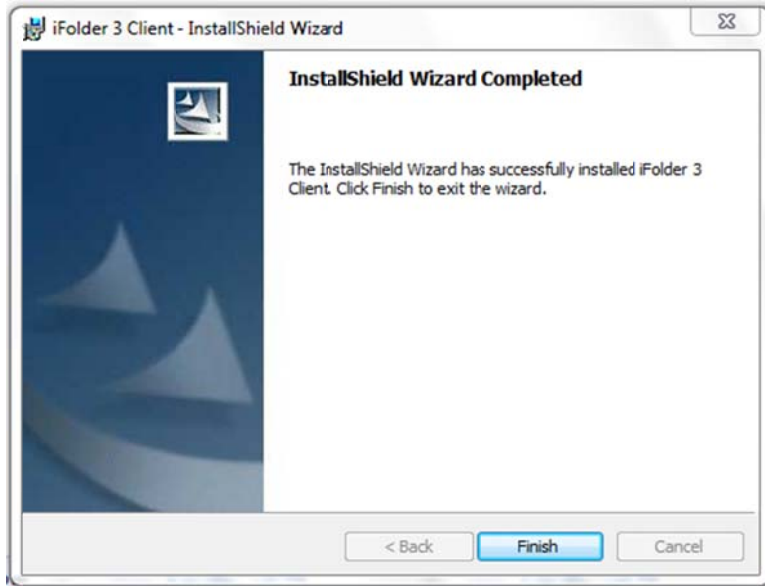 iFolder 3 Client - InstallShield Wizard
InstallShield Wizard Completed
The InstallShield Wizard has successfully installed iFolder 3
Client. Click Finish to exit the wizard.
< Back Finish Cancel